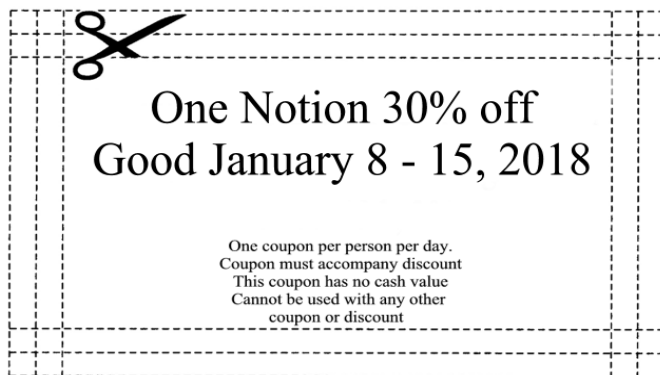 One Notion 30% off
Good January 8 - 15, 2018
One coupon per person per day.
Coupon must accompany discount
This coupon has no cash value
Cannot be used with any other
coupon or discount